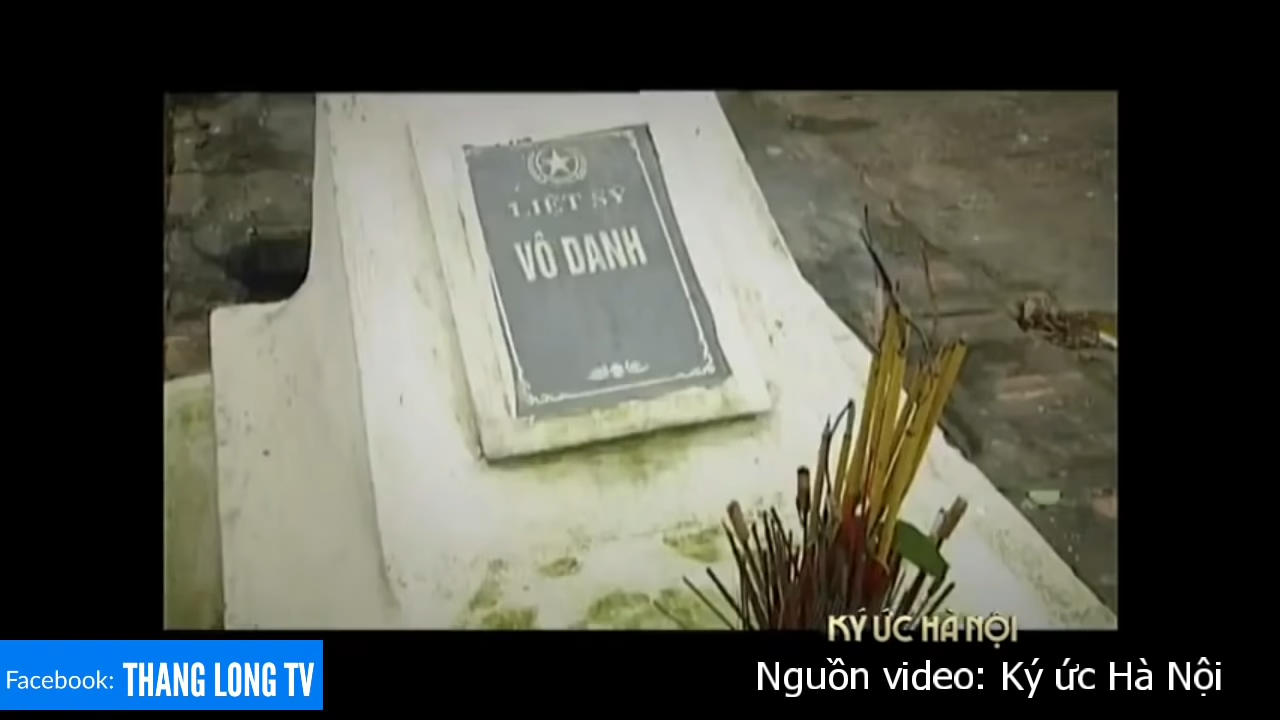 LIỆT SỸ
VÔ DANH
KÝ ỨC HÀ NỘI
Facebook: THANG LONG TV
Nguồn video: Ký ức Hà Nội